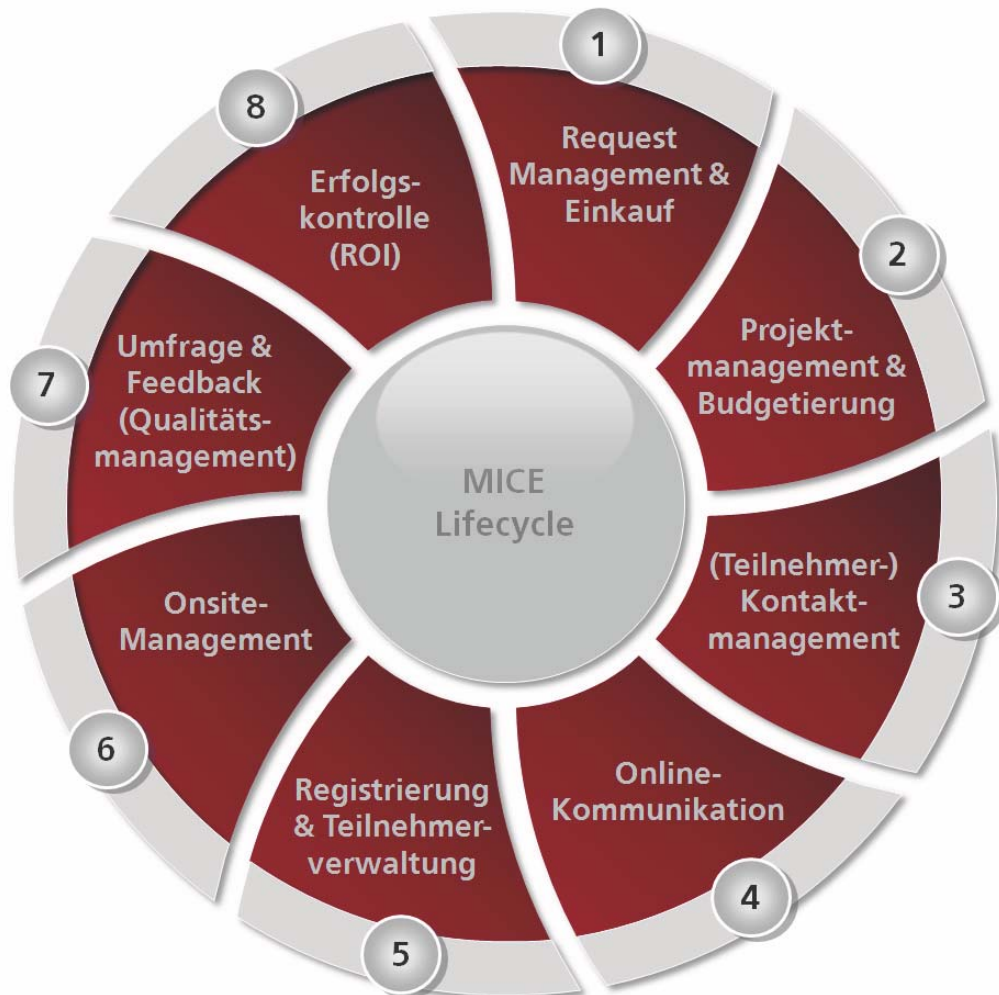 1
Request
Management &
Einkauf
2
Projekt-
management &
Budgetierung
3
(Teilnehmer-)
Kontakt-
management
4
Online-
Kommunikation
5
Registrierung
& Teilnehmer-
verwaltung
6
Onsite-
Management
7
Umfrage &
Feedback
(Qualitäts-
management)
8
Erfolgs-
kontrolle
(ROI)
MICE
Lifecycle